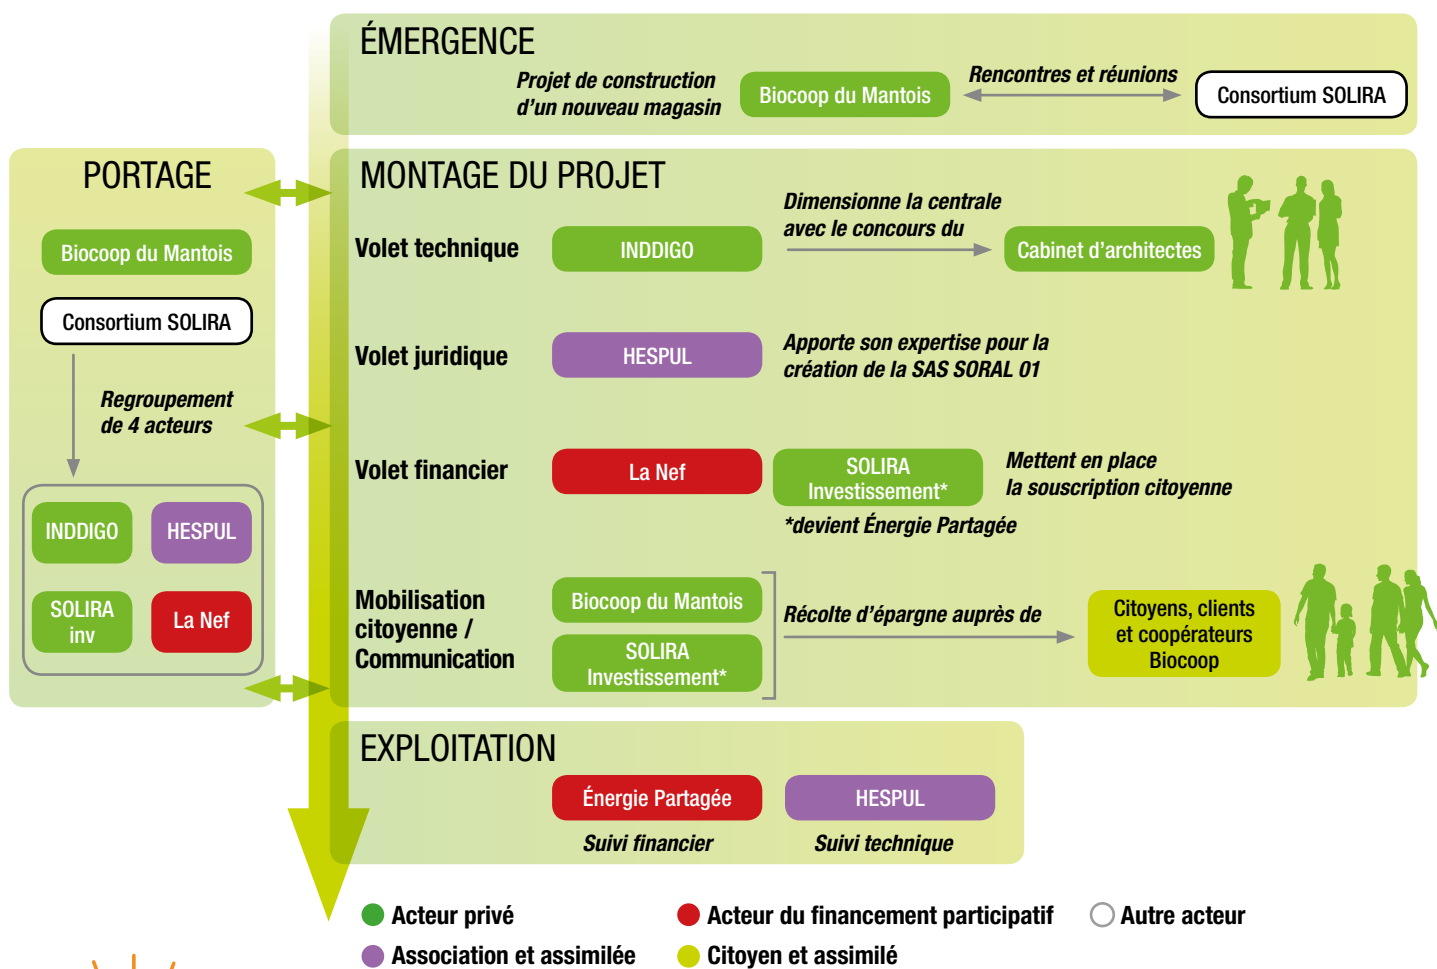 ÉMERGENCE
Projet de construction
d'un nouveau magasin
Biocoop du Mantois
Rencontres et réunions
Consortium SOLIRA
PORTAGE
Biocoop du Mantois
Consortium SOLIRA
Regroupement
de 4 acteurs
INDDIGO
HESPUL
SOLIRA
inv
La Nef
MONTAGE DU PROJET
Volet technique
INDDIGO
Dimensionne la centrale
avec le concours du
Cabinet d'architectes
Volet juridique
HESPUL
Apporte son expertise pour la
création de la SAS SORAL 01
Volet financier
La Nef
SOLIRA
Investissement*
*devient Énergie Partagée
Mettent en place
la souscription citoyenne
Mobilisation
citoyenne /
Communication
Biocoop du Mantois
SOLIRA
Investissement*
Récolte d'épargne auprès de
Citoyens, clients
et coopérateurs
Biocoop
EXPLOITATION
Énergie Partagée
Suivi financier
HESPUL
Suivi technique
Acteur privé
Acteur du financement participatif
Autre acteur
Association et assimilée
Citoyen et assimilé